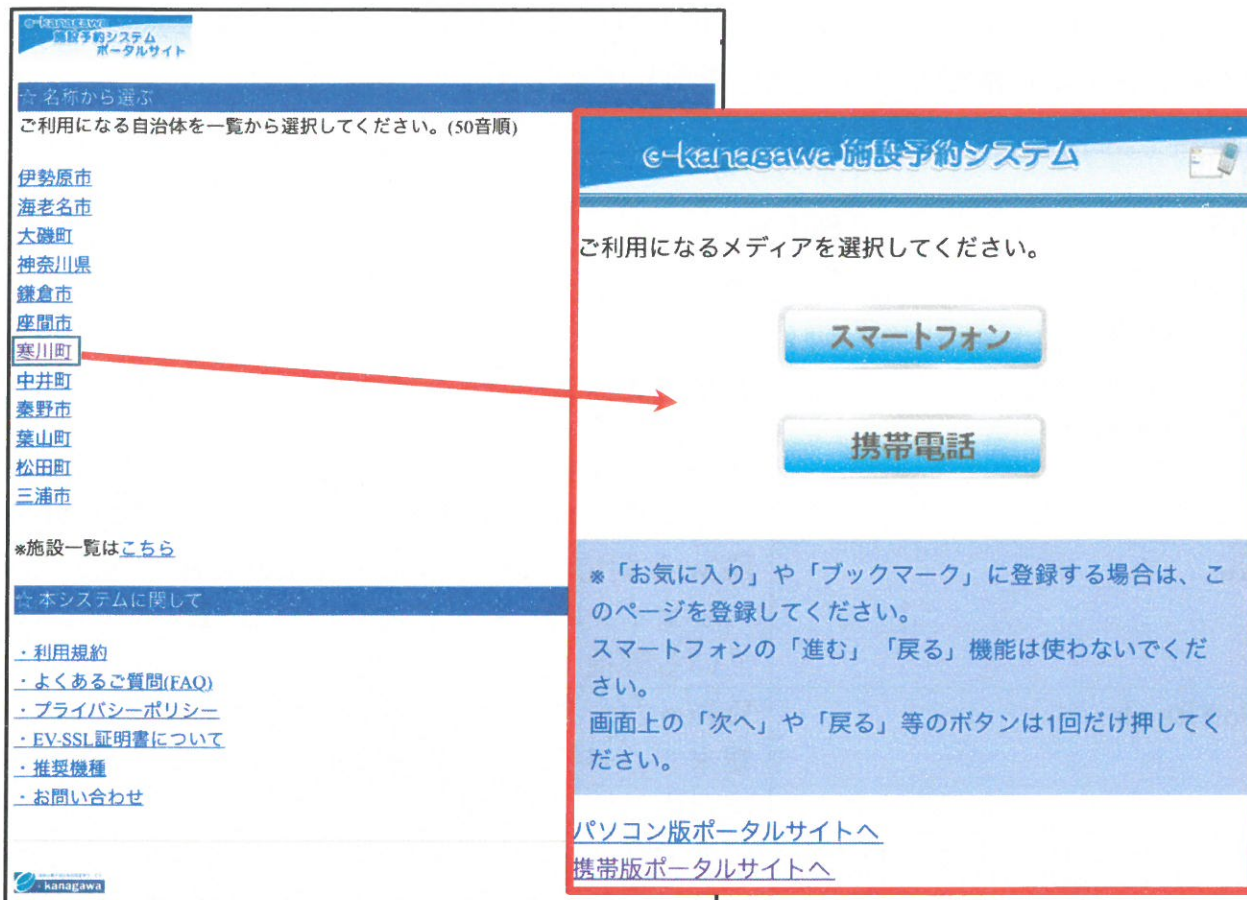 e-kanagawa
施設予約システム
ポータルサイト
☆ 名称から選ぶ
ご利用になる自治体を一覧から選択してください。(50音順)
伊勢原市
海老名市
大磯町
神奈川県
鎌倉市
座間市
寒川町
中井町
秦野市
葉山町
松田町
三浦市
※施設一覧はこちら
☆ 本システムに関して
・利用規約
・よくあるご質問(FAQ)
・プライバシーポリシー
・EV-SSL証明書について
・推奨機種
・お問い合わせ
e-kanagawa
e-kanagawa 施設予約システム
ご利用になるメディアを選択してください。
スマートフォン
携帯電話
※「お気に入り」や「ブックマーク」に登録する場合は、こ
のページを登録してください。
スマートフォンの「進む」「戻る」機能は使わないでくだ
さい。
画面上の「次へ」や「戻る」等のボタンは1回だけ押してく
ださい。
パソコン版ポータルサイトへ
携帯版ポータルサイトへ